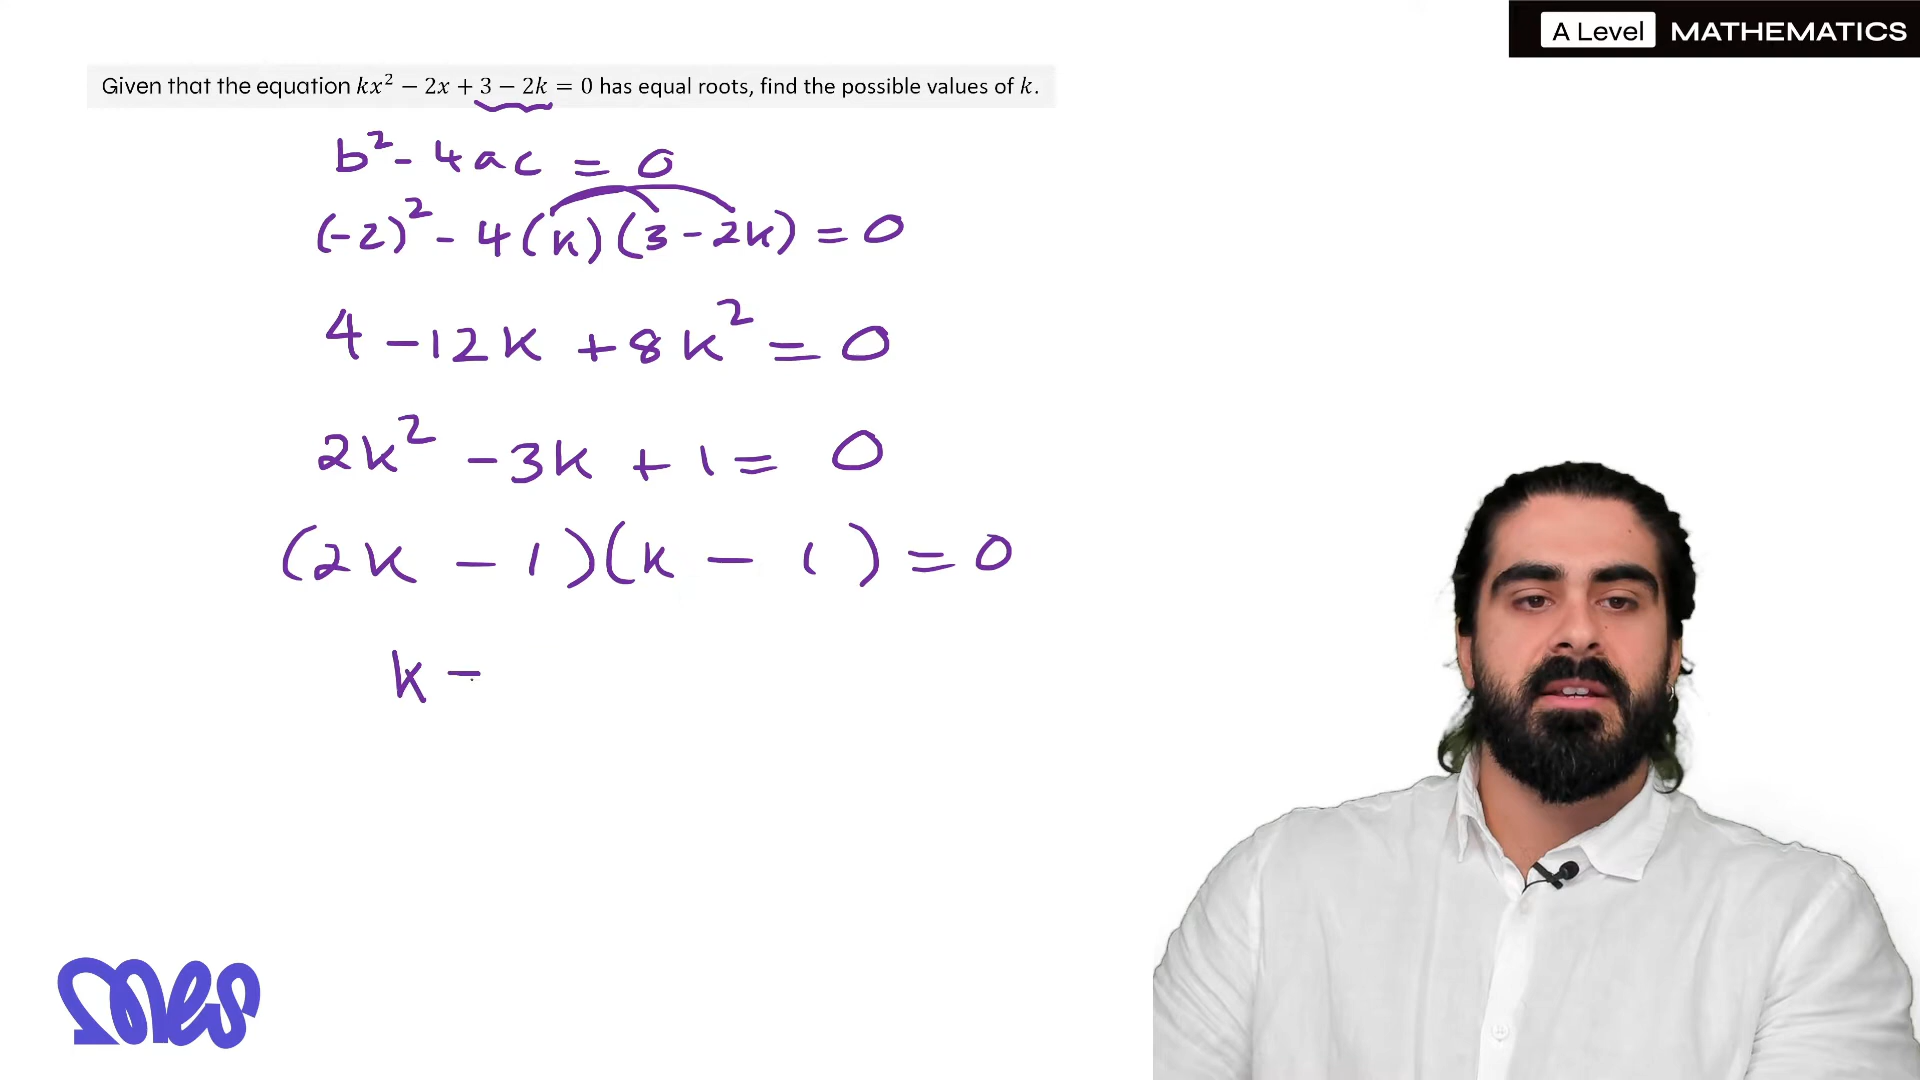 A Level MATHEMATICS
Given that the equation kx² − 2x + 3 − 2k = 0 has equal roots, find the possible values of k.
b² - 4ac = 0
(-2)² - 4(k)(3 - 2k) = 0
4 - 12k + 8k² = 0
2k² - 3k + 1 = 0
(2k - 1)(k - 1) = 0
k -
mes